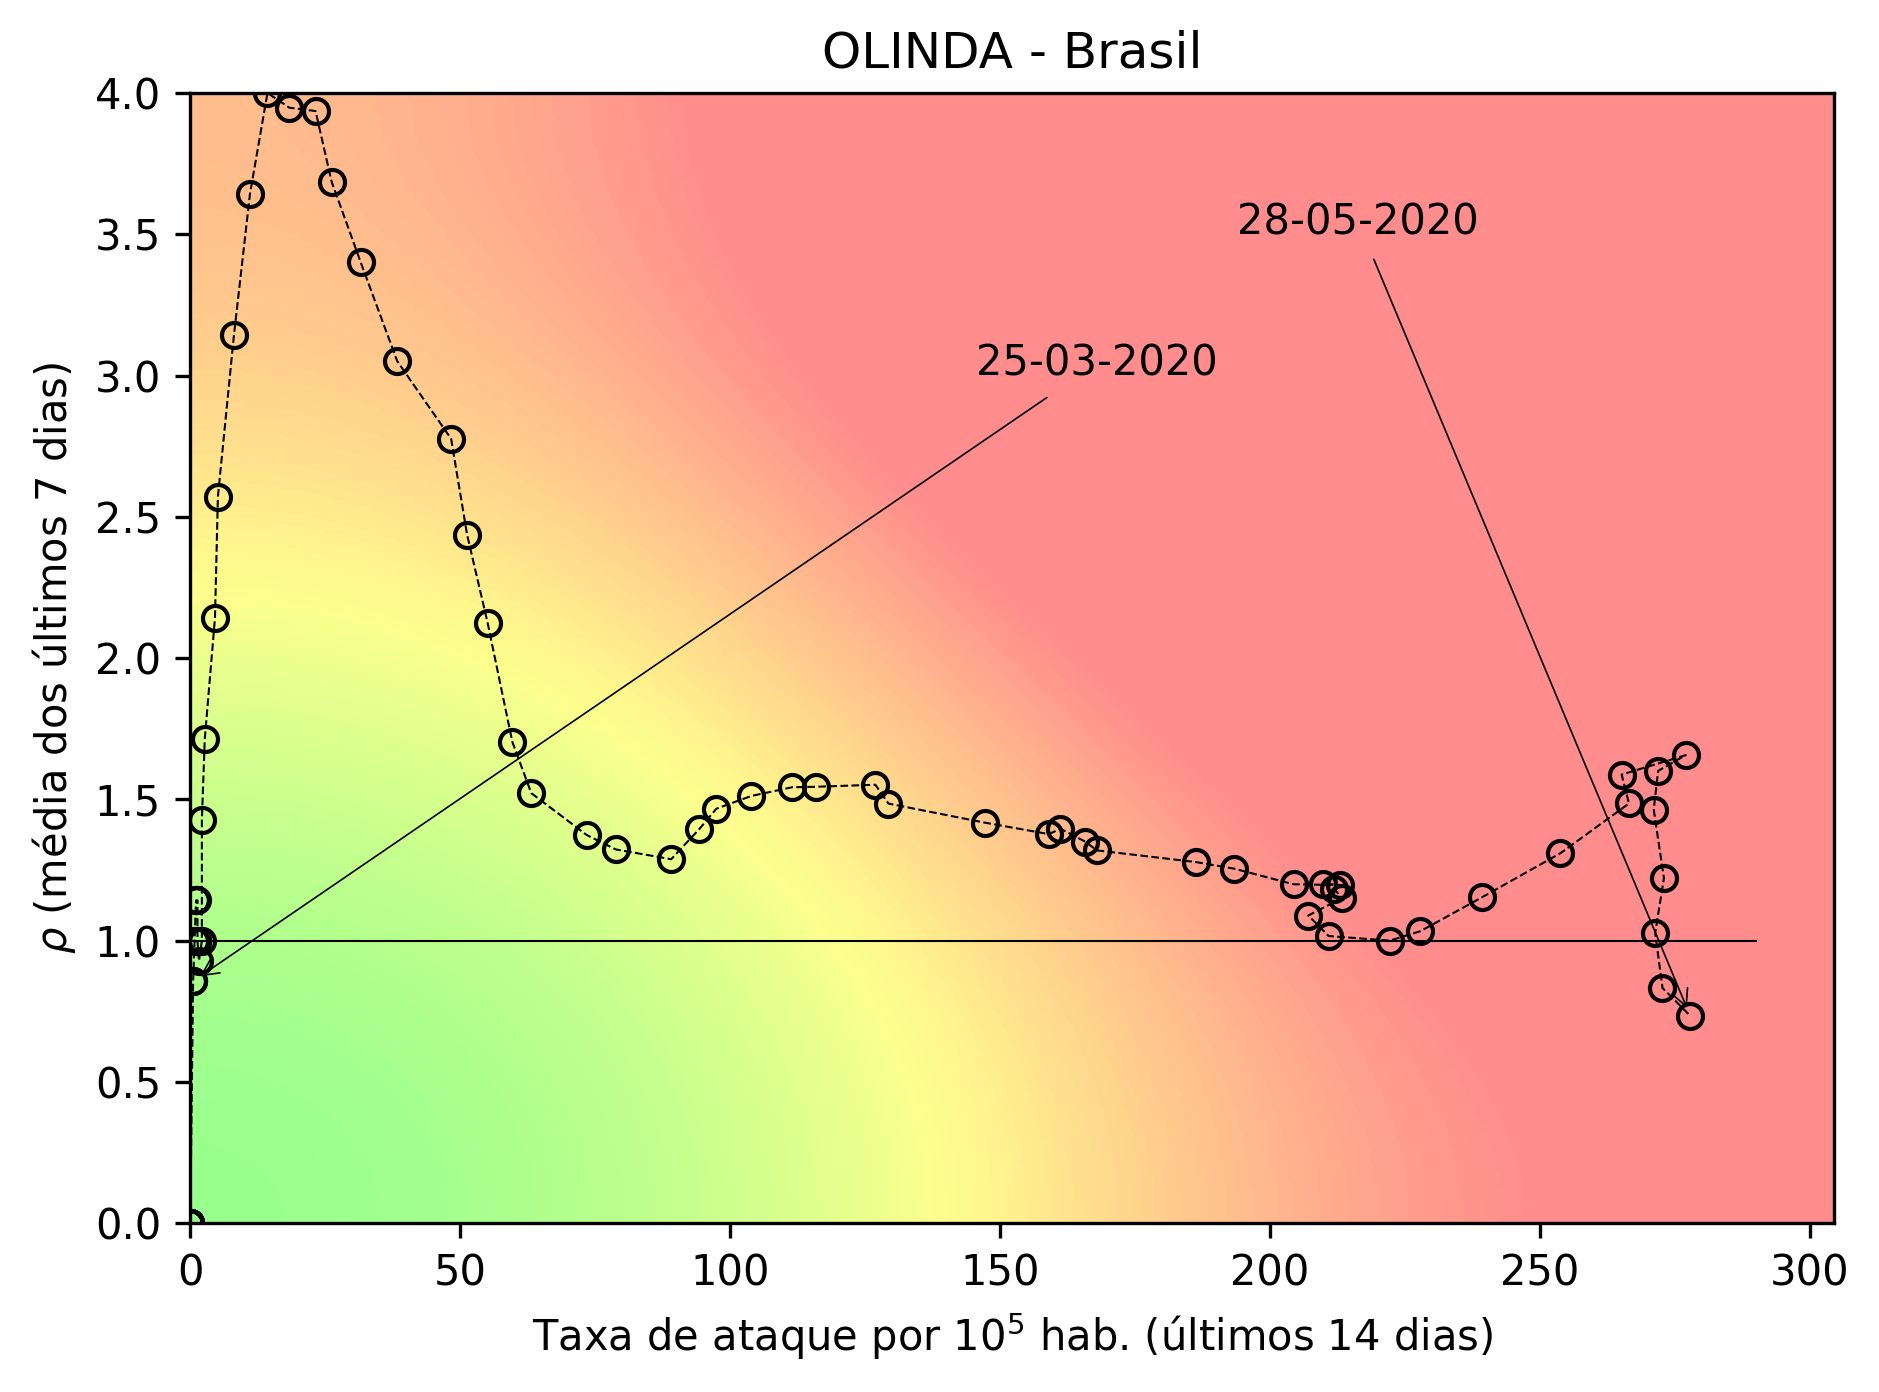 OLINDA - Brasil
4.0
3.5
3.0
2.5
2.0
1.5
1.0
0.5
0.0
ρ (média dos últimos 7 dias)
28-05-2020
25-03-2020
0 50 100 150 200 250 300
Taxa de ataque por 10⁵ hab. (últimos 14 dias)